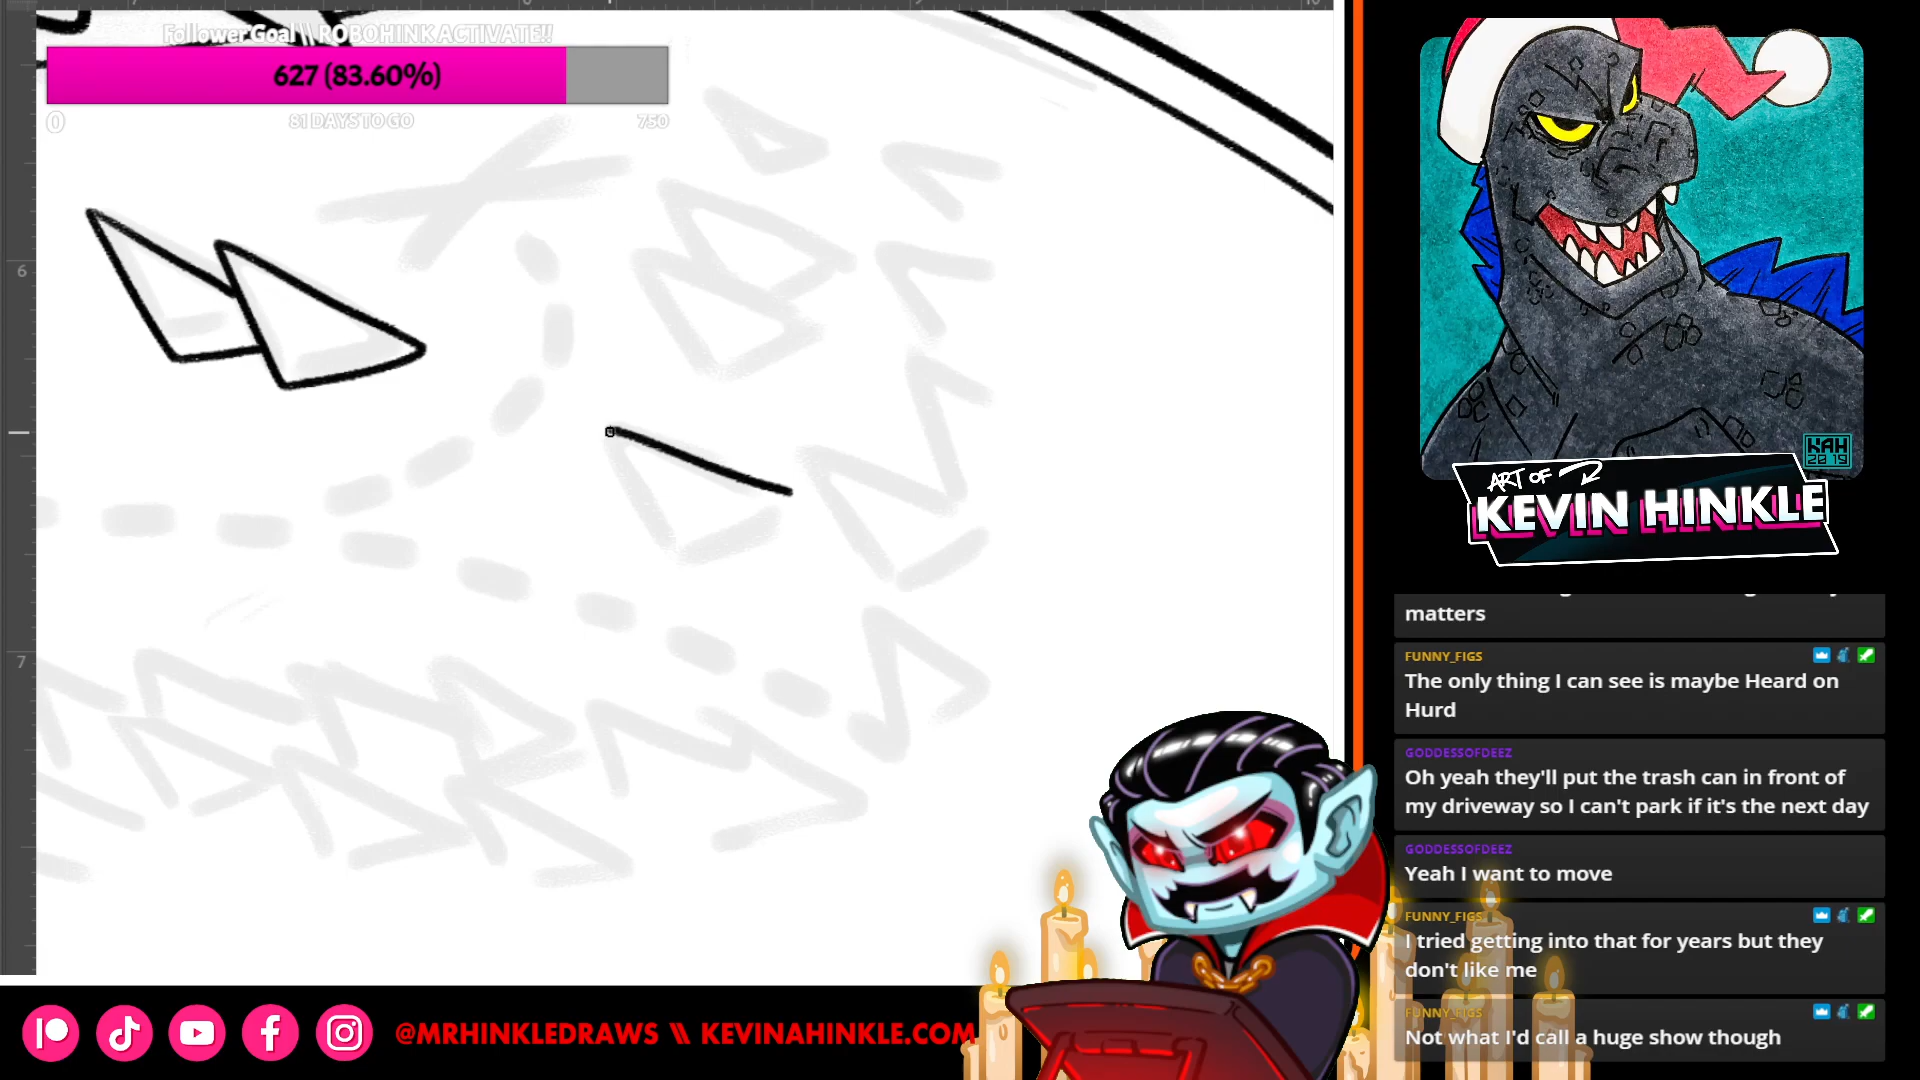 Follower Goal \\ ROBOHINK ACTIVATE!!
627 (83.60%)
0
81 DAYS TO GO
750
6
7
KAH
2019
ART OF
KEVIN HINKLE
matters
FUNNY_FIGS
The only thing I can see is maybe Heard on
Hurd
GODDESSOFDEEZ
Oh yeah they'll put the trash can in front of
my driveway so I can't park if it's the next day
GODDESSOFDEEZ
Yeah I want to move
FUNNY_FIGS
I tried getting into that for years but they
don't like me
FUNNY_FIGS
Not what I'd call a huge show though
@MRHINKLEDRAWS \\ KEVINAHINKLE.COM